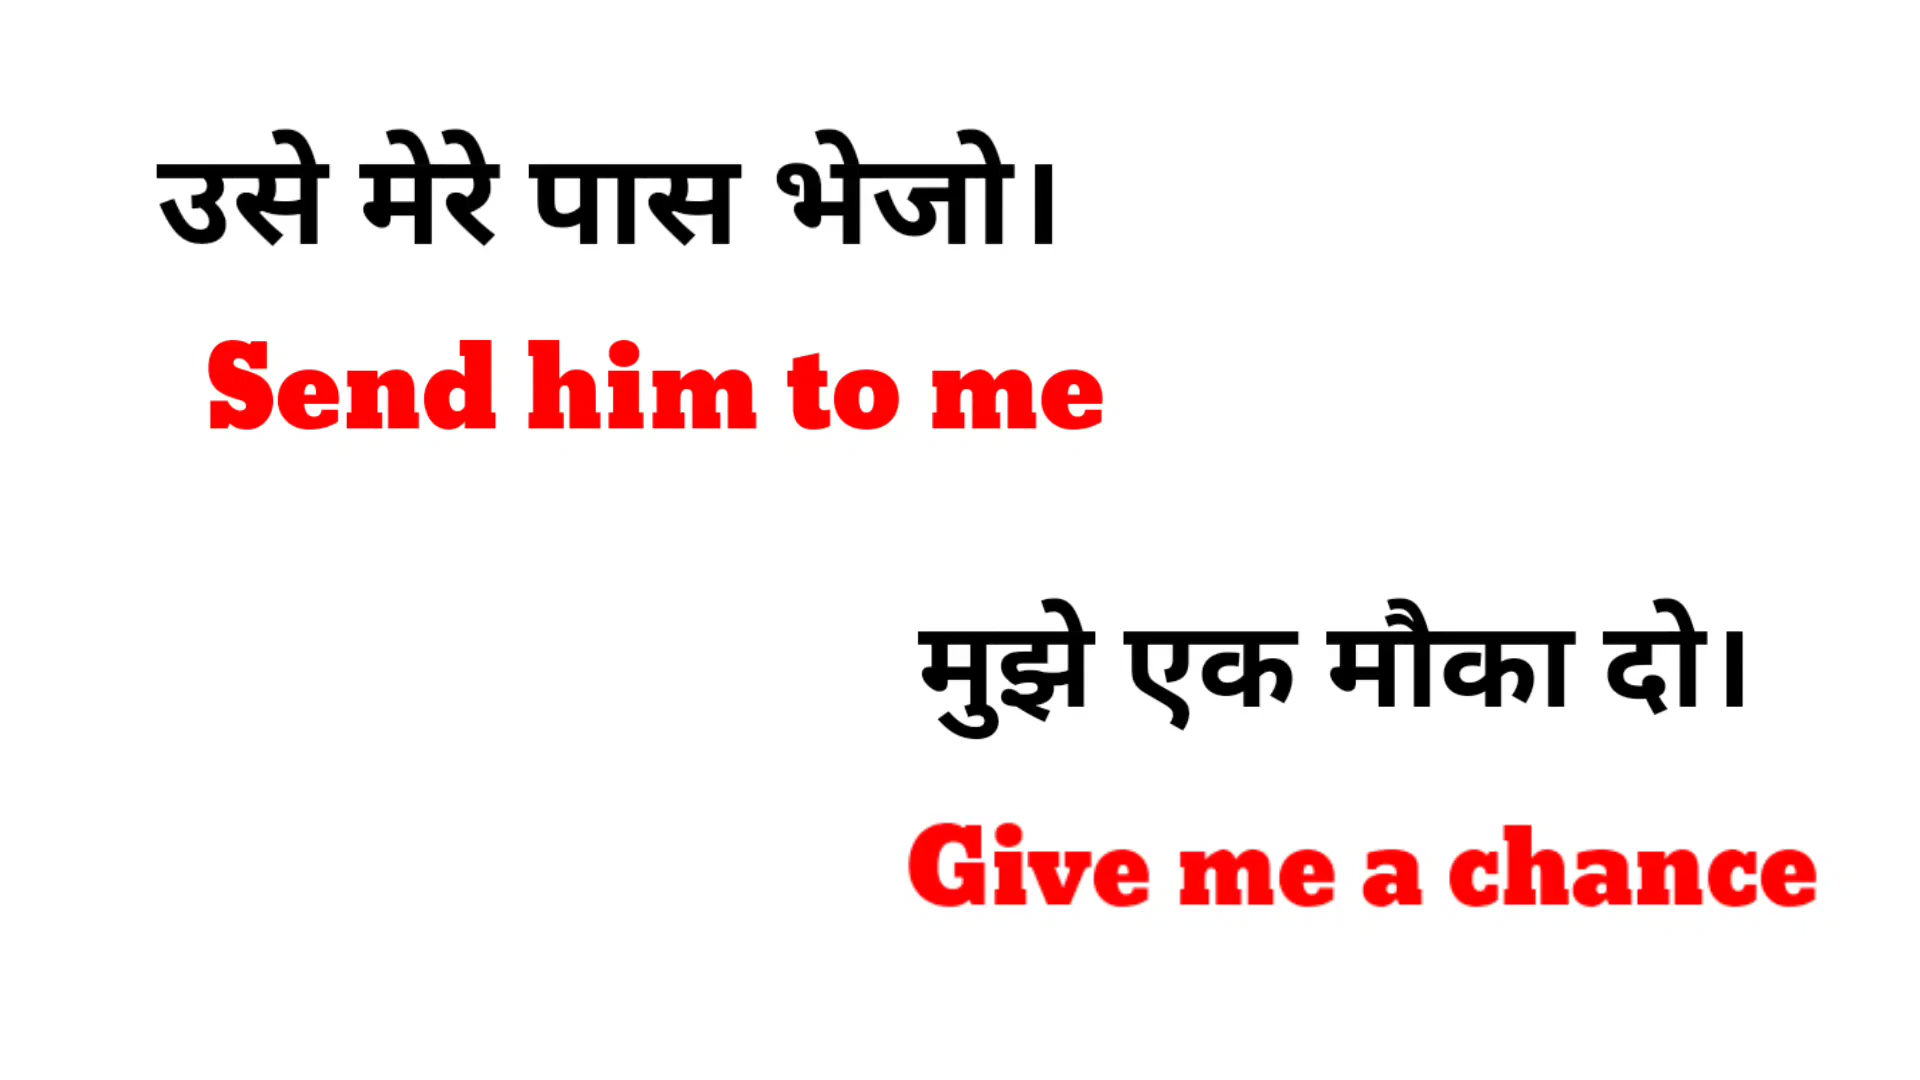 उसे मेरे पास भेजो।
Send him to me
मुझे एक मौका दो।
Give me a chance